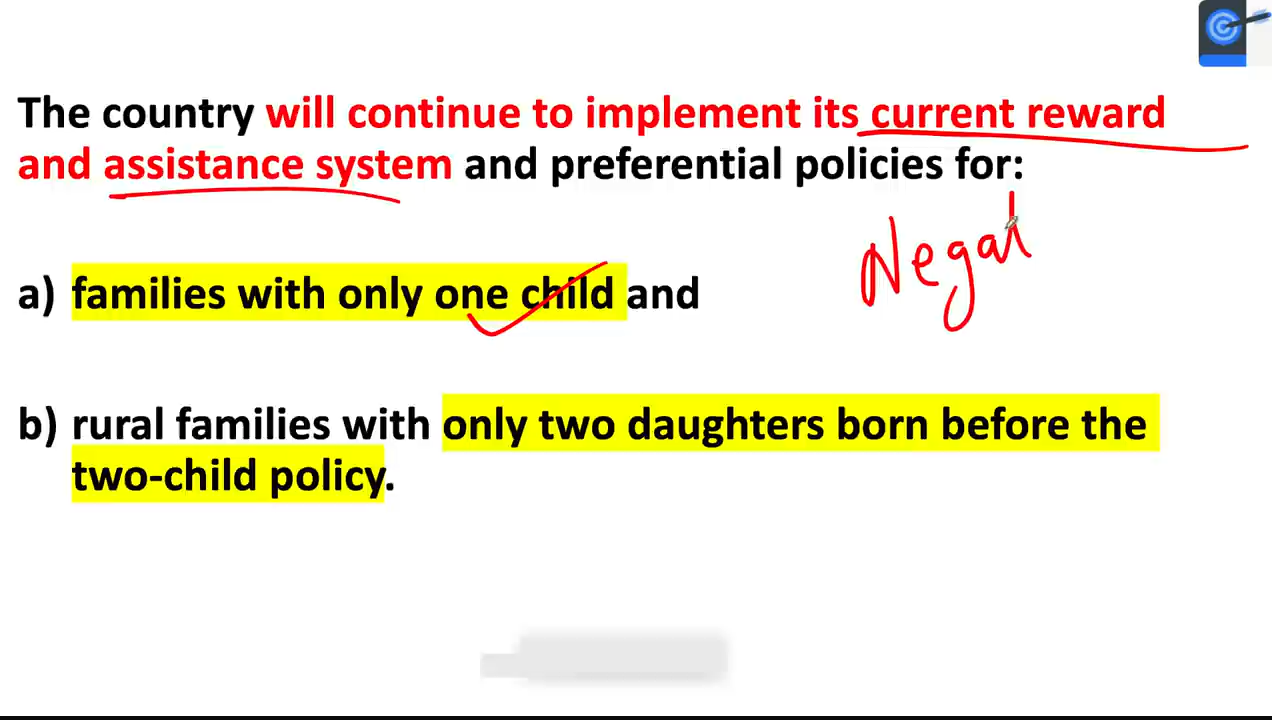 The country will continue to implement its current reward
and assistance system and preferential policies for:
a) families with only one child and
b) rural families with only two daughters born before the
two-child policy.